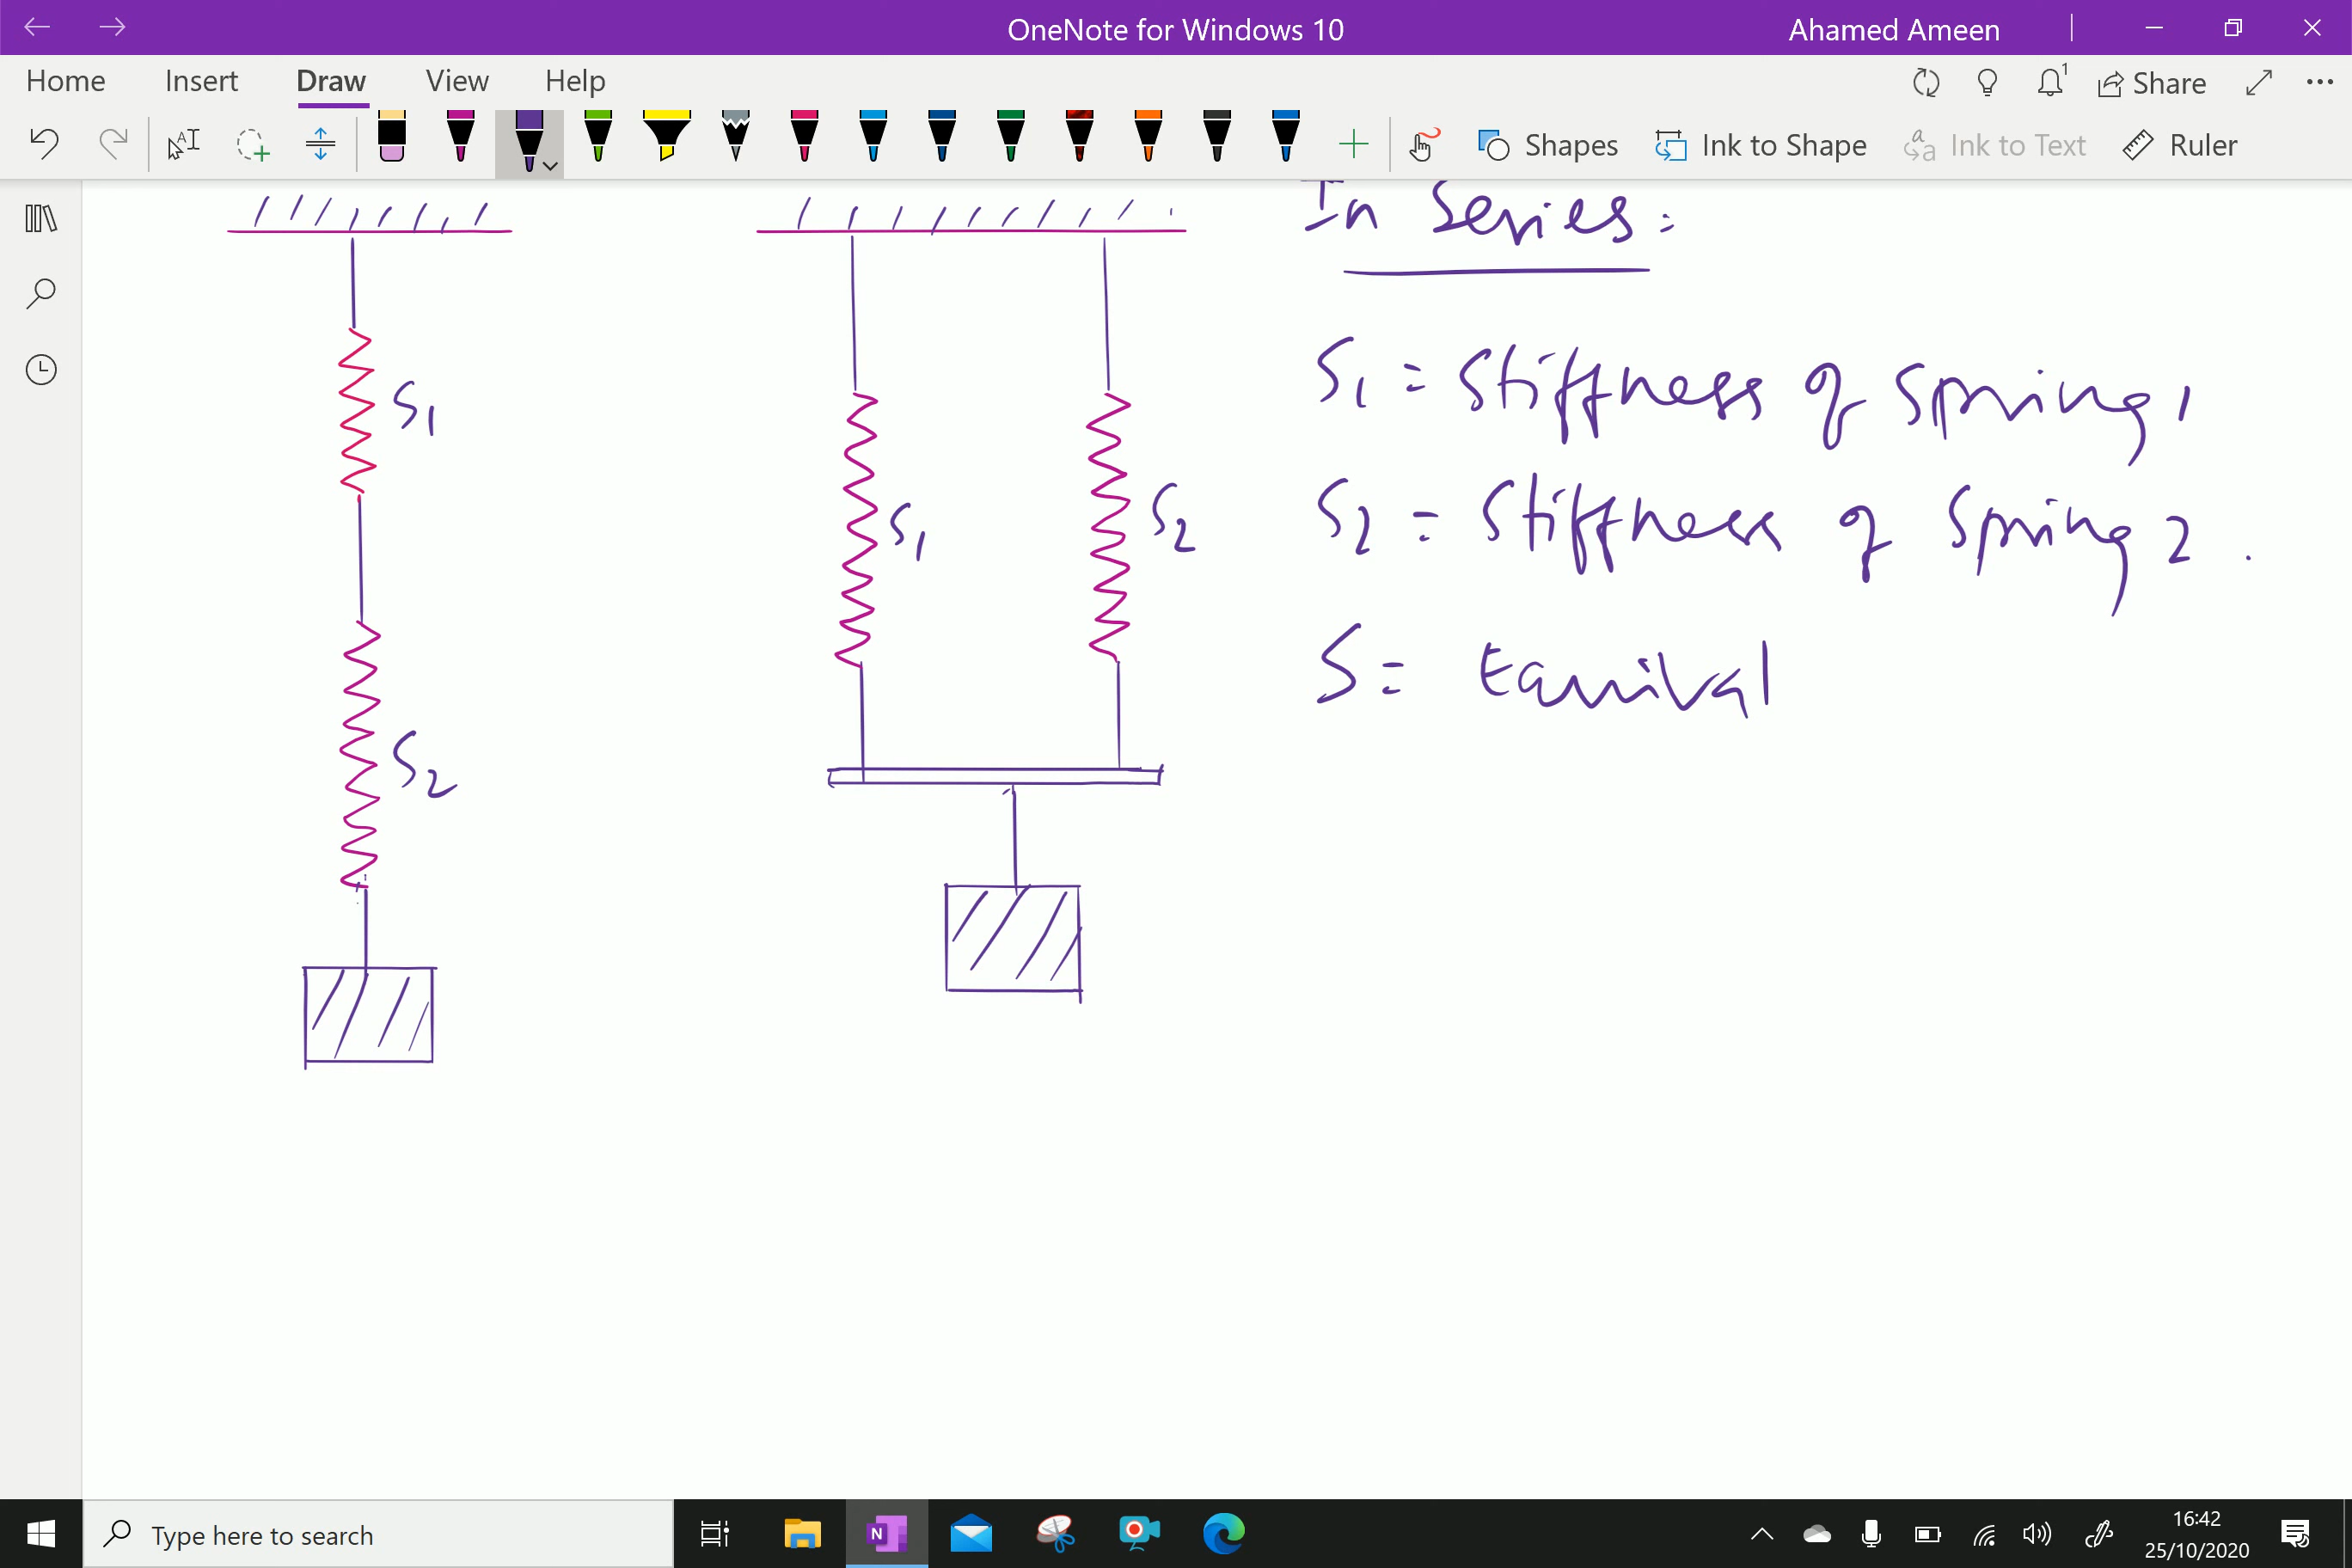 OneNote for Windows 10
Ahamed Ameen
Home Insert Draw View Help
1
Share
Shapes Ink to Shape Ink to Text Ruler
In Series:
S1 = Stiffness of spring 1
S2 = Stiffness of Spring 2.
S = Equival
S1
S2
S1
S2
Type here to search
16:42
25/10/2020